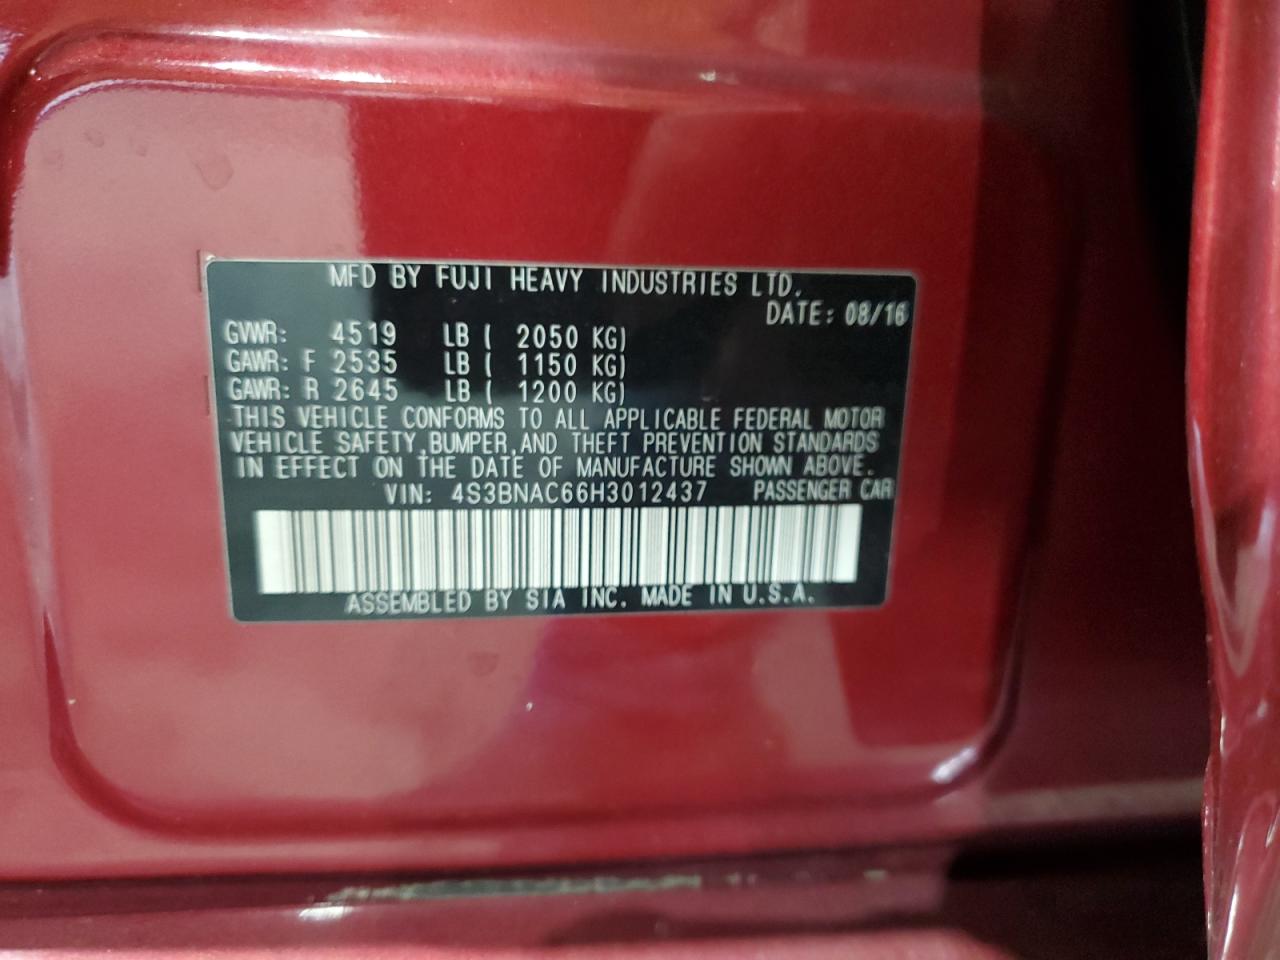 MFD BY FUJI HEAVY INDUSTRIES LTD.
DATE: 08/16
GVWR: 4519 LB ( 2050 KG)
GAWR: F 2535 LB ( 1150 KG)
GAWR: R 2645 LB ( 1200 KG)
THIS VEHICLE CONFORMS TO ALL APPLICABLE FEDERAL MOTOR
VEHICLE SAFETY,BUMPER,AND THEFT PREVENTION STANDARDS
IN EFFECT ON THE DATE OF MANUFACTURE SHOWN ABOVE.
VIN: 4S3BNAC66H3012437 PASSENGER CAR
ASSEMBLED BY SIA INC. MADE IN U.S.A.